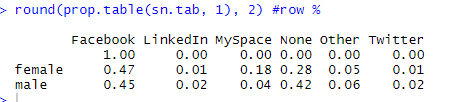 > round(prop.table(sn.tab, 1), 2) #row %
Facebook LinkedIn MySpace None Other Twitter
1.00 0.00 0.00 0.00 0.00 0.00
female 0.47 0.01 0.18 0.28 0.05 0.01
male 0.45 0.02 0.04 0.42 0.06 0.02
>